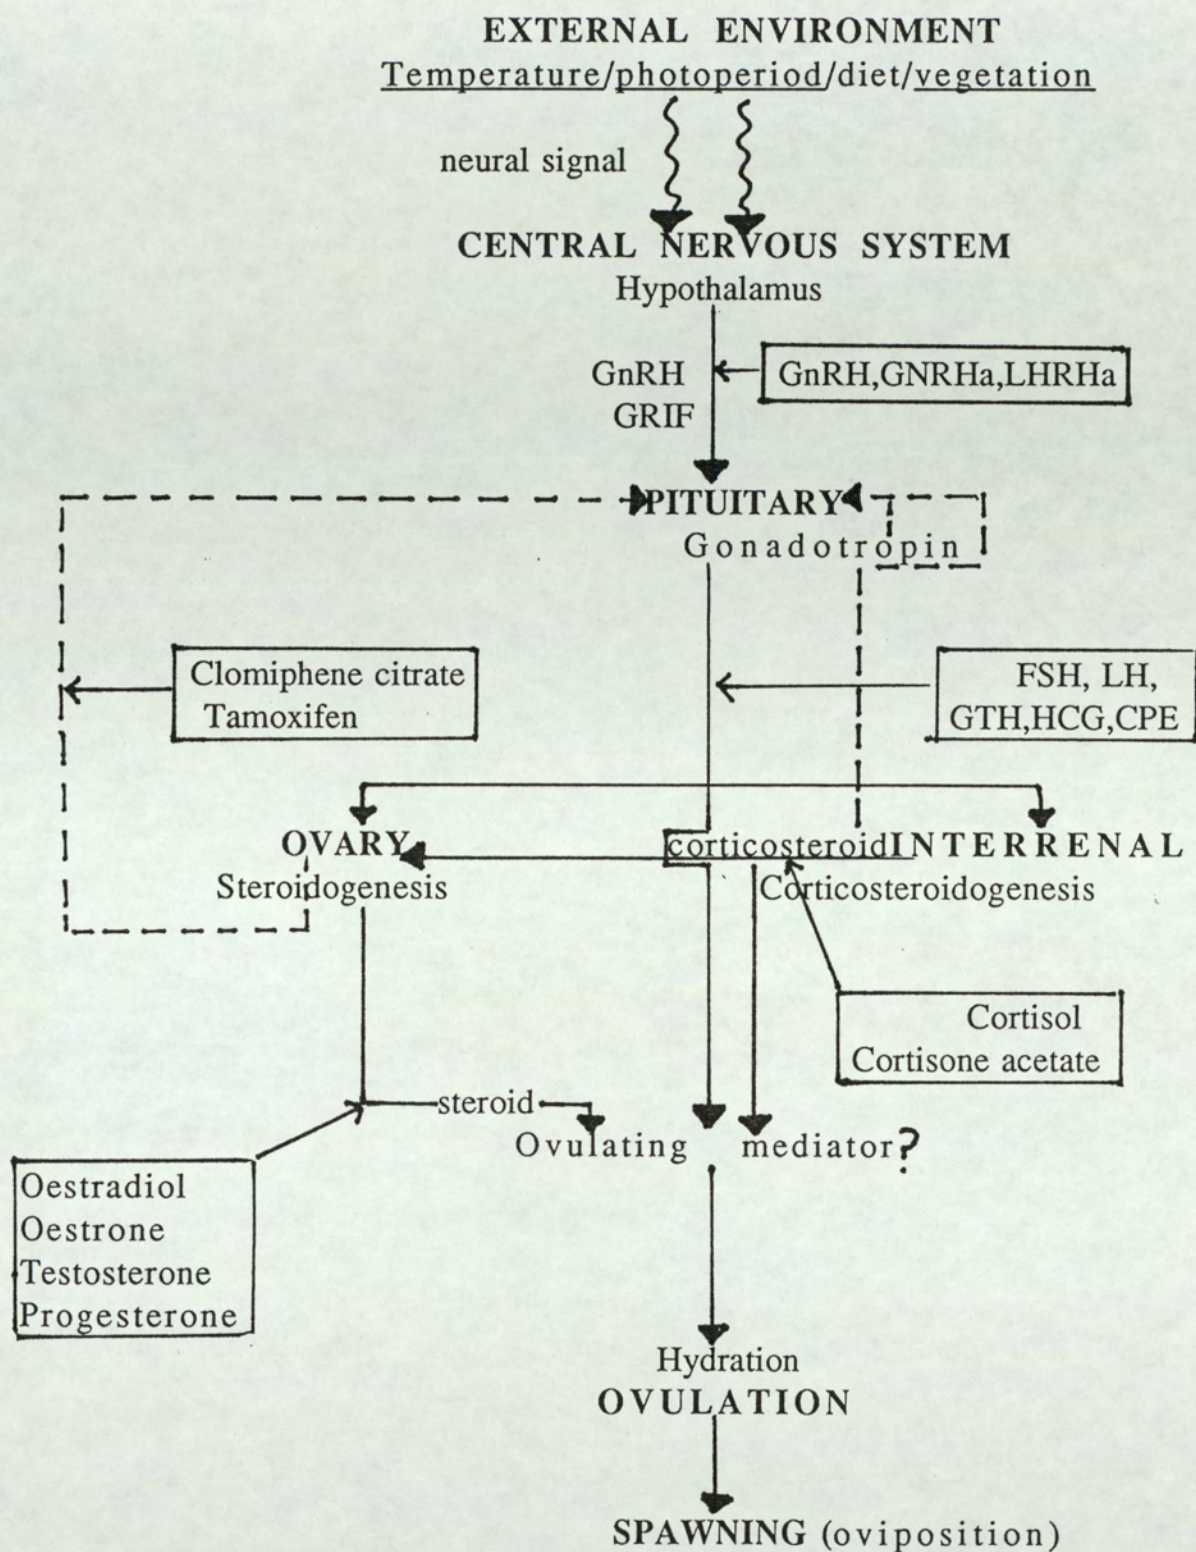 EXTERNAL ENVIRONMENT
Temperature/photoperiod/diet/vegetation
neural signal
CENTRAL NERVOUS SYSTEM
Hypothalamus
GnRH
GRIF
GnRH,GNRHa,LHRHa
PITUITARY
Gonadotropin
Clomiphene citrate
Tamoxifen
FSH, LH,
GTH,HCG,CPE
OVARY
Steroidogenesis
corticosteroid INTERRENAL
Corticosteroidogenesis
Cortisol
Cortisone acetate
steroid
Ovulating mediator?
Oestradiol
Oestrone
Testosterone
Progesterone
Hydration
OVULATION
SPAWNING (oviposition)